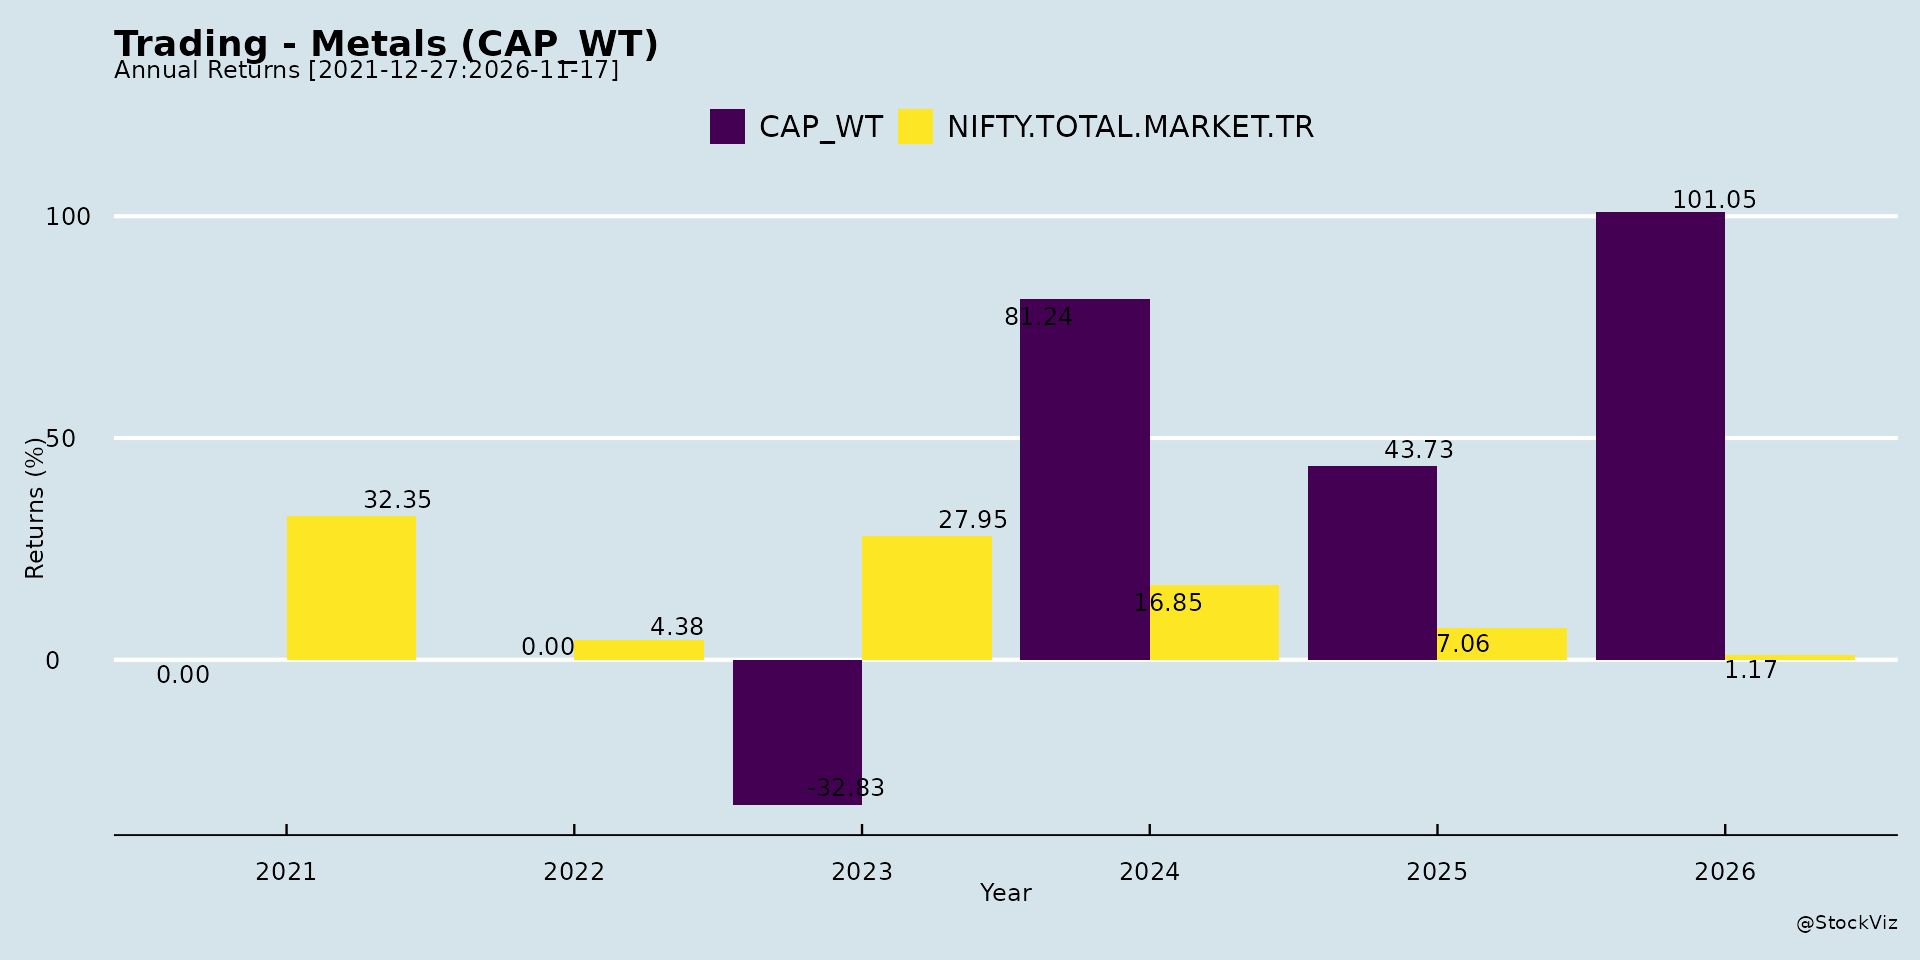 Trading - Metals (CAP_WT)
Annual Returns [2021-12-27:2026-11-17]
CAP_WT NIFTY.TOTAL.MARKET.TR
Returns (%)
100
50
0
0.00
32.35
0.00
4.38
-32.83
27.95
81.24
16.85
43.73
7.06
101.05
1.17
2021 2022 2023 2024 2025 2026
Year
@StockViz